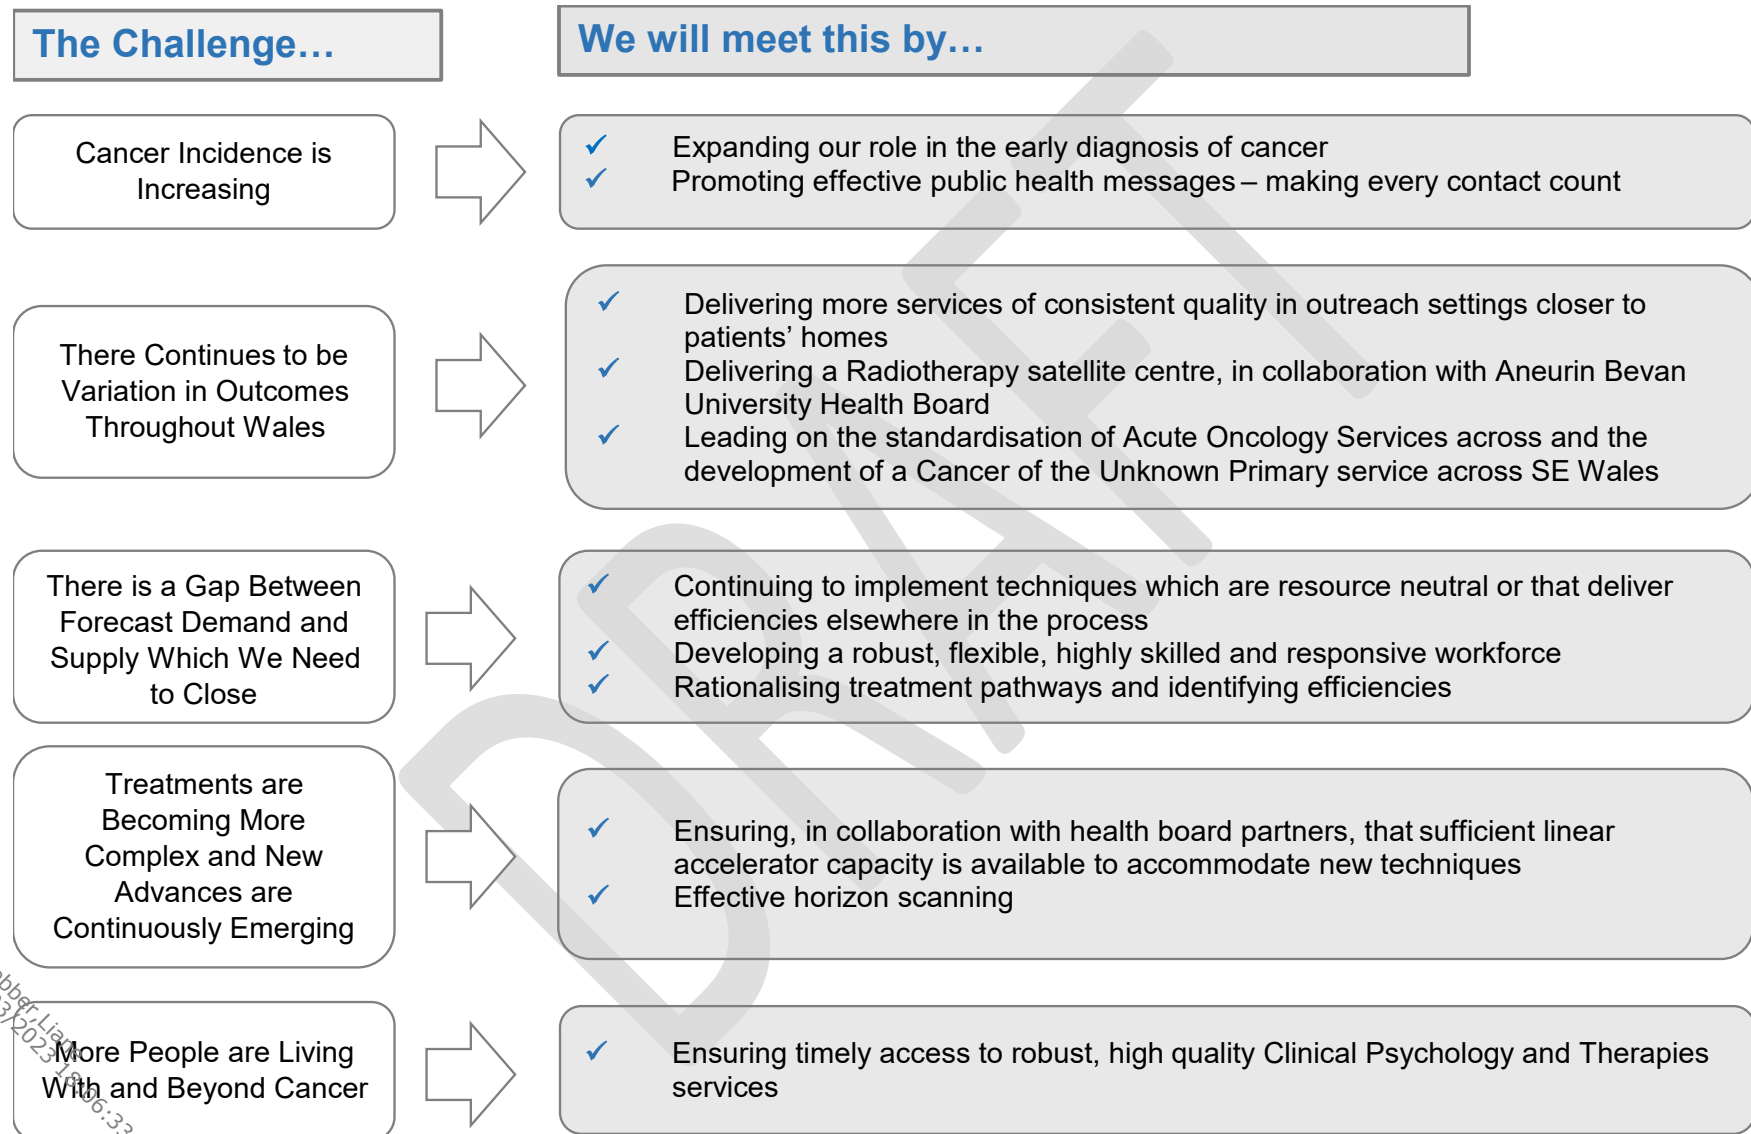 The Challenge…
We will meet this by…
Cancer Incidence is
Increasing
✓ Expanding our role in the early diagnosis of cancer
✓ Promoting effective public health messages – making every contact count
There Continues to be
Variation in Outcomes
Throughout Wales
✓ Delivering more services of consistent quality in outreach settings closer to
patients’ homes
✓ Delivering a Radiotherapy satellite centre, in collaboration with Aneurin Bevan
University Health Board
✓ Leading on the standardisation of Acute Oncology Services across and the
development of a Cancer of the Unknown Primary service across SE Wales
There is a Gap Between
Forecast Demand and
Supply Which We Need
to Close
✓ Continuing to implement techniques which are resource neutral or that deliver
efficiencies elsewhere in the process
✓ Developing a robust, flexible, highly skilled and responsive workforce
✓ Rationalising treatment pathways and identifying efficiencies
Treatments are
Becoming More
Complex and New
Advances are
Continuously Emerging
✓ Ensuring, in collaboration with health board partners, that sufficient linear
accelerator capacity is available to accommodate new techniques
✓ Effective horizon scanning
More People are Living
With and Beyond Cancer
✓ Ensuring timely access to robust, high quality Clinical Psychology and Therapies
services
DRAFT
Liane
/2023 18:06:33